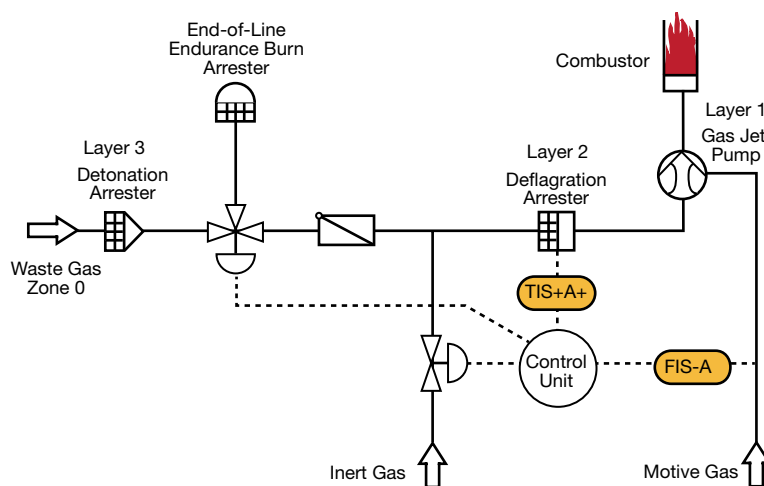 End-of-Line
Endurance Burn
Arrester
Combustor
Layer 1
Gas Jet
Pump
Layer 3
Detonation
Arrester
Layer 2
Deflagration
Arrester
Waste Gas
Zone 0
TIS+A+
Control
Unit
FIS-A
Inert Gas
Motive Gas